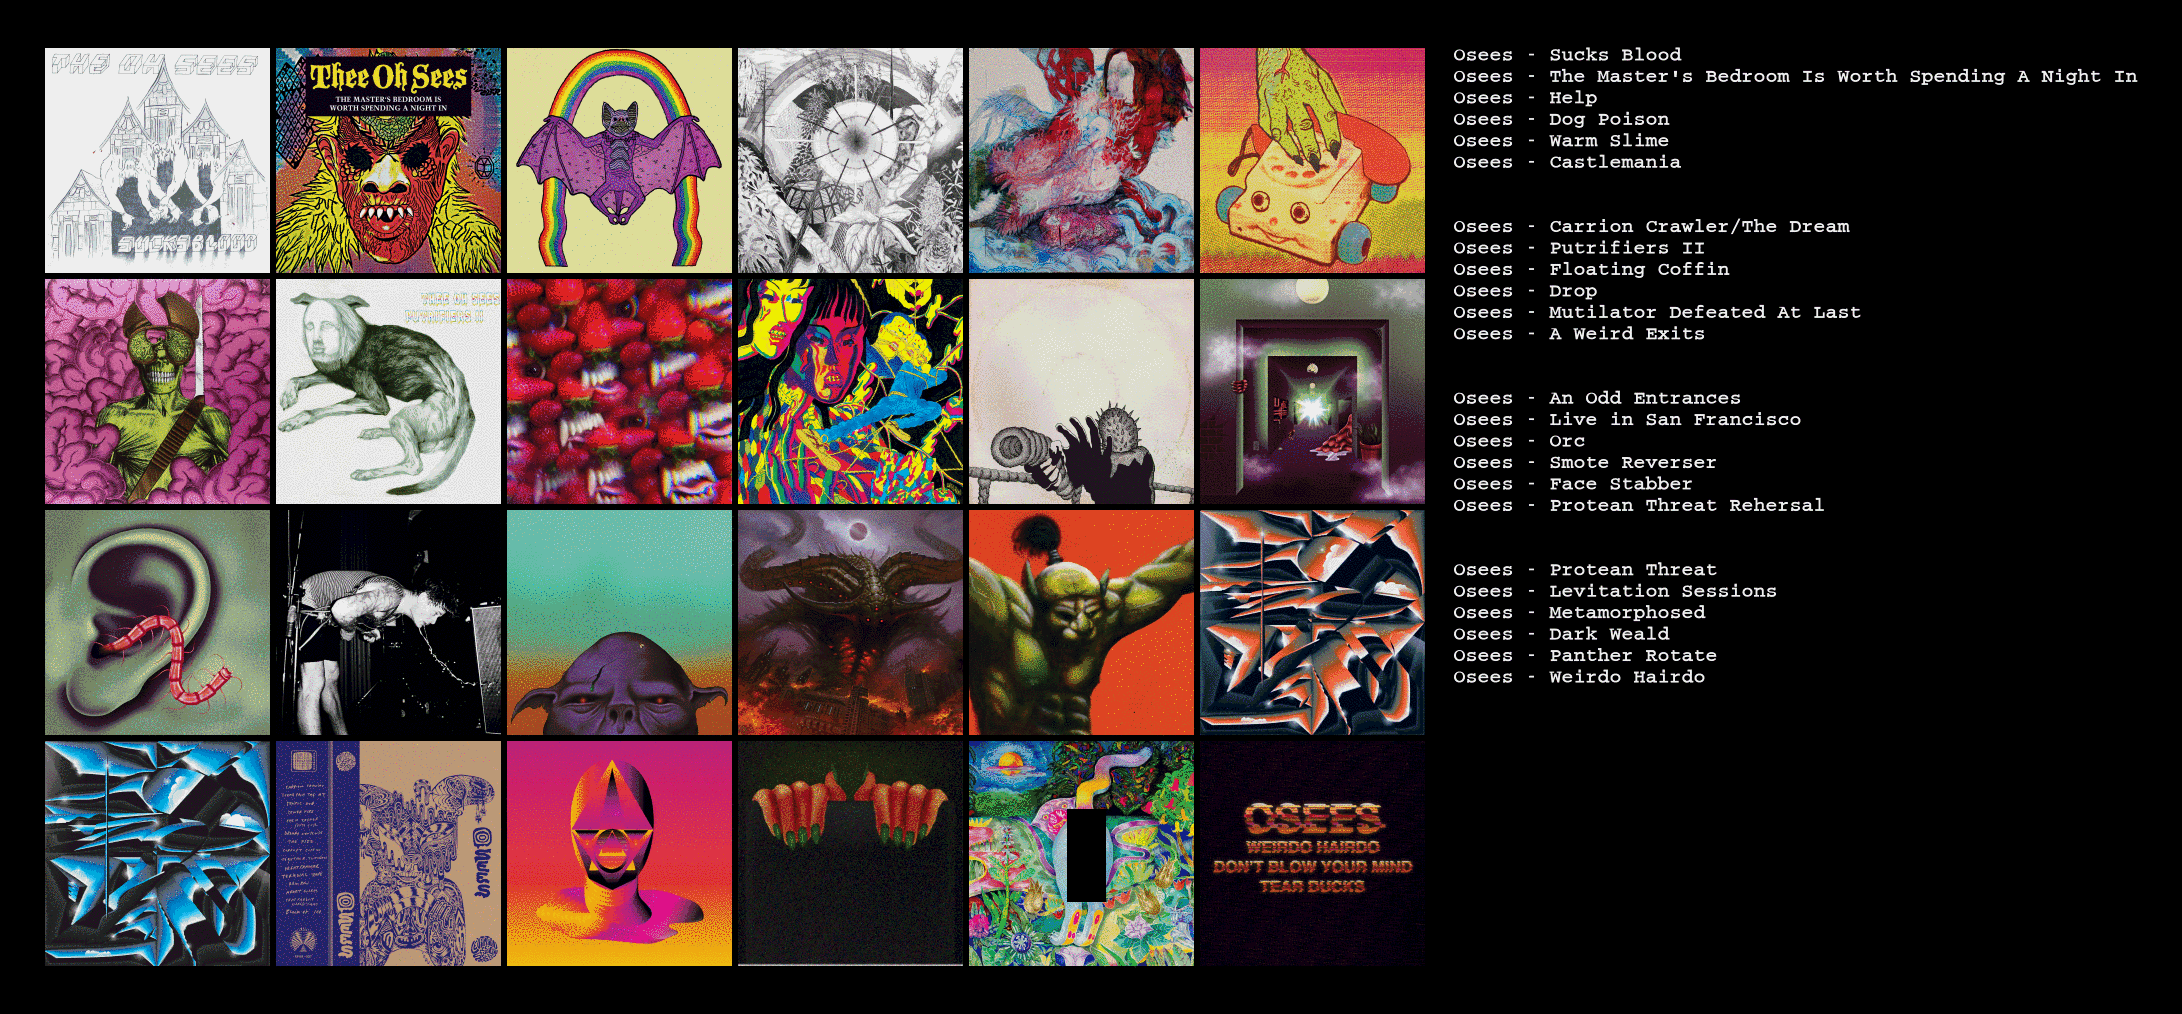 THE OH SEES
SUCKS BLOOD
Thee Oh Sees
THE MASTER'S BEDROOM IS
WORTH SPENDING A NIGHT IN
THEE OH SEES
PUTRIFIERS II
OSEES
WEIRDO HAIRDO
DON'T BLOW YOUR MIND
TEAR DUCKS
Osees - Sucks Blood
Osees - The Master's Bedroom Is Worth Spending A Night In
Osees - Help
Osees - Dog Poison
Osees - Warm Slime
Osees - Castlemania
Osees - Carrion Crawler/The Dream
Osees - Putrifiers II
Osees - Floating Coffin
Osees - Drop
Osees - Mutilator Defeated At Last
Osees - A Weird Exits
Osees - An Odd Entrances
Osees - Live in San Francisco
Osees - Orc
Osees - Smote Reverser
Osees - Face Stabber
Osees - Protean Threat Rehersal
Osees - Protean Threat
Osees - Levitation Sessions
Osees - Metamorphosed
Osees - Dark Weald
Osees - Panther Rotate
Osees - Weirdo Hairdo